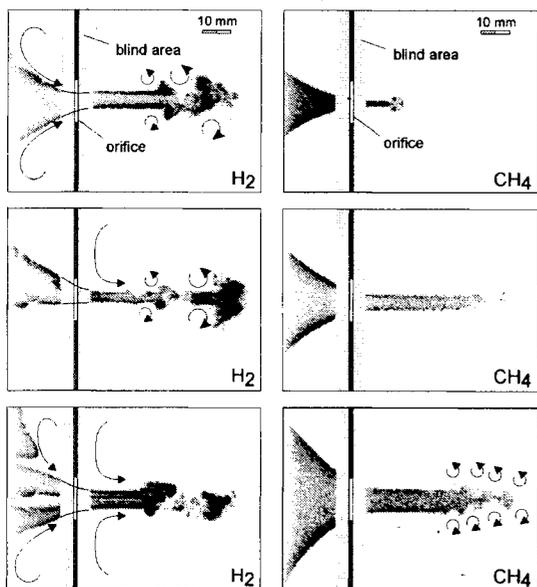 10 mm
blind area
orifice
H2
10 mm
blind area
orifice
CH4
H2
CH4
H2
CH4